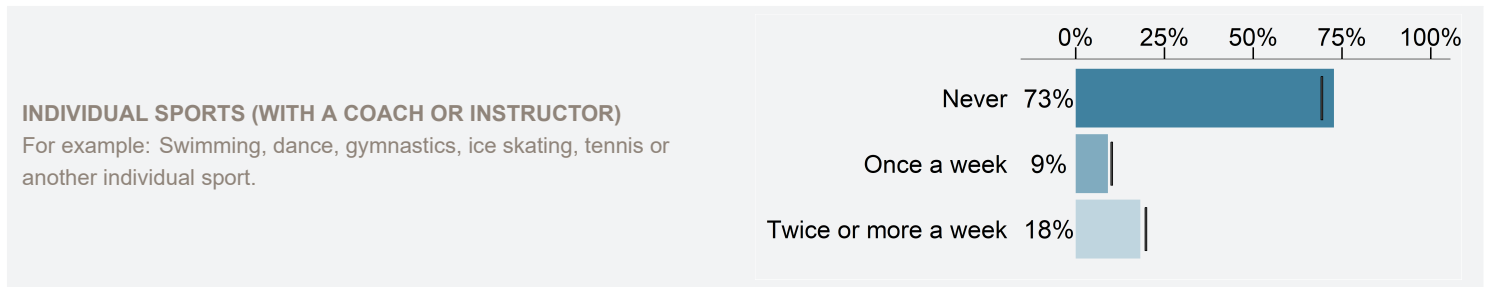 INDIVIDUAL SPORTS (WITH A COACH OR INSTRUCTOR)
For example: Swimming, dance, gymnastics, ice skating, tennis or
another individual sport.
0% 25% 50% 75% 100%
Never 73%
Once a week 9%
Twice or more a week 18%